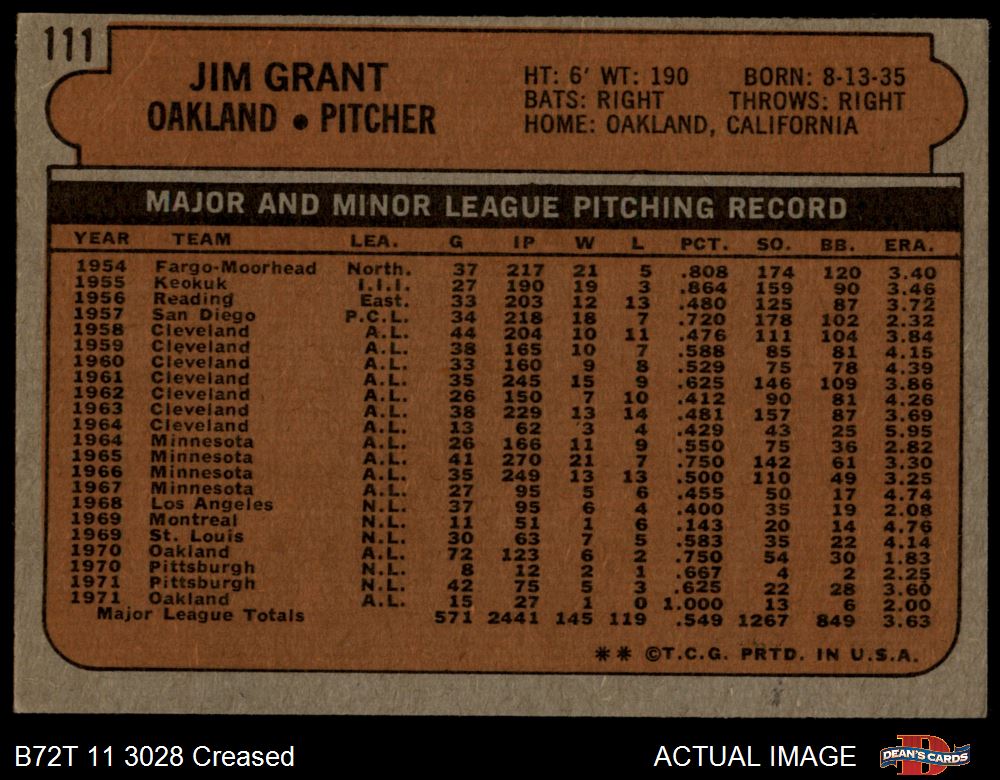 111
JIM GRANT
OAKLAND • PITCHER
HT: 6' WT: 190 BORN: 8-13-35
BATS: RIGHT THROWS: RIGHT
HOME: OAKLAND, CALIFORNIA
MAJOR AND MINOR LEAGUE PITCHING RECORD
YEAR TEAM LEA. G IP W L PCT. SO. BB. ERA.
1954 Fargo-Moorhead North. 37 217 21 5 .808 174 120 3.40
1955 Keokuk I.I.I. 27 190 19 3 .864 159 90 3.46
1956 Reading East. 33 203 12 13 .480 125 87 3.72
1957 San Diego P.C.L. 34 218 18 7 .720 178 102 2.32
1958 Cleveland A.L. 44 204 10 11 .476 111 104 3.84
1959 Cleveland A.L. 38 165 10 7 .588 85 81 4.15
1960 Cleveland A.L. 33 160 9 8 .529 75 78 4.39
1961 Cleveland A.L. 35 245 15 9 .625 146 109 3.86
1962 Cleveland A.L. 26 150 7 10 .412 90 81 4.26
1963 Cleveland A.L. 38 229 13 14 .481 157 87 3.69
1964 Cleveland A.L. 13 62 3 4 .429 43 25 5.95
1964 Minnesota A.L. 26 166 11 9 .550 75 36 2.82
1965 Minnesota A.L. 41 270 21 7 .750 142 61 3.30
1966 Minnesota A.L. 35 249 13 13 .500 110 49 3.25
1967 Minnesota A.L. 27 95 5 6 .455 50 17 4.74
1968 Los Angeles N.L. 37 95 6 4 .400 35 19 2.08
1969 Montreal N.L. 11 51 1 6 .143 20 14 4.76
1969 St. Louis N.L. 30 63 7 5 .583 35 22 4.14
1970 Oakland A.L. 72 123 6 2 .750 54 30 1.83
1970 Pittsburgh N.L. 8 12 2 1 .667 4 2 2.25
1971 Pittsburgh N.L. 42 75 5 3 .625 22 28 3.60
1971 Oakland A.L. 15 27 1 0 1.000 13 6 2.00
Major League Totals 571 2441 145 119 .549 1267 849 3.63
** ©T.C.G. PRTD. IN U.S.A.
B72T 11 3028 Creased ACTUAL IMAGE
DEAN'S CARDS